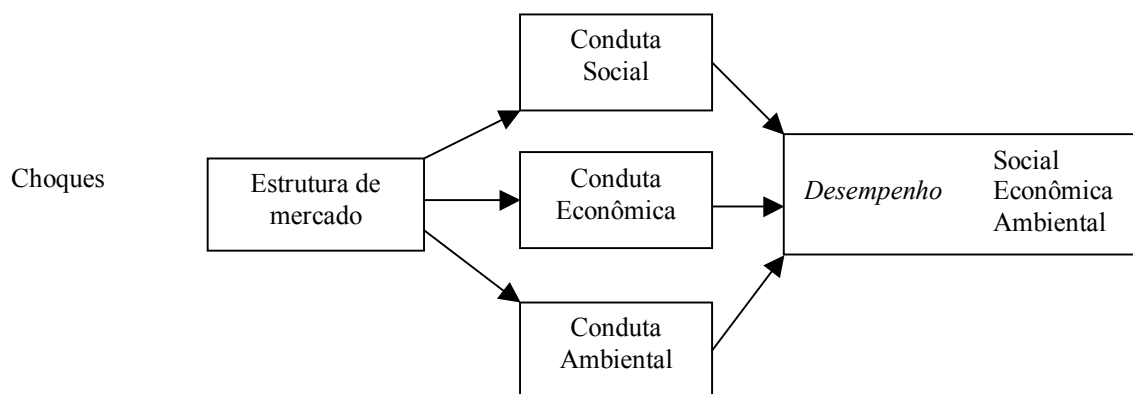 Choques
Estrutura de
mercado
Conduta
Social
Conduta
Econômica
Conduta
Ambiental
Desempenho
Social
Econômica
Ambiental